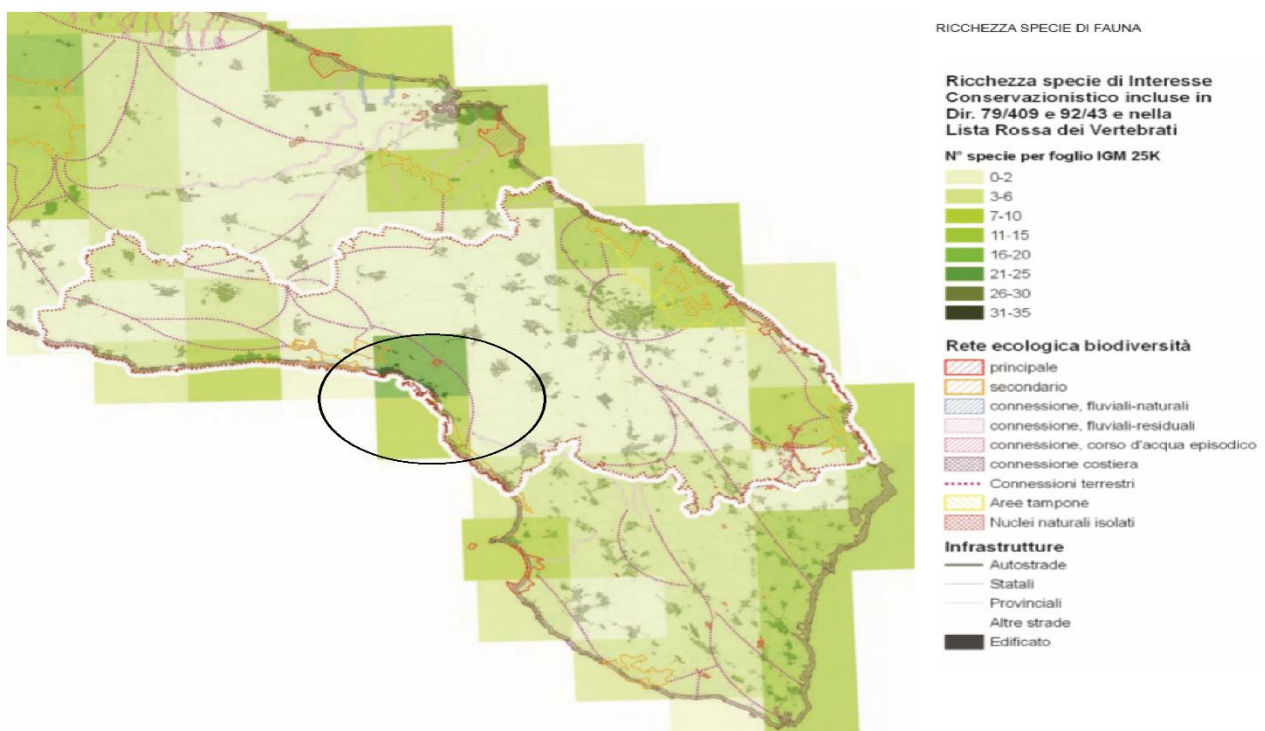 RICCHEZZA SPECIE DI FAUNA
Ricchezza specie di Interesse
Conservazionistico incluse in
Dir. 79/409 e 92/43 e nella
Lista Rossa dei Vertebrati
N° specie per foglio IGM 25K
0-2
3-6
7-10
11-15
16-20
21-25
26-30
31-35
Rete ecologica biodiversità
principale
secondario
connessione, fluviali-naturali
connessione, fluviali-residuali
connessione, corso d'acqua episodico
connessione costiera
Connessioni terrestri
Aree tampone
Nuclei naturali isolati
Infrastrutture
Autostrade
Statali
Provinciali
Altre strade
Edificato